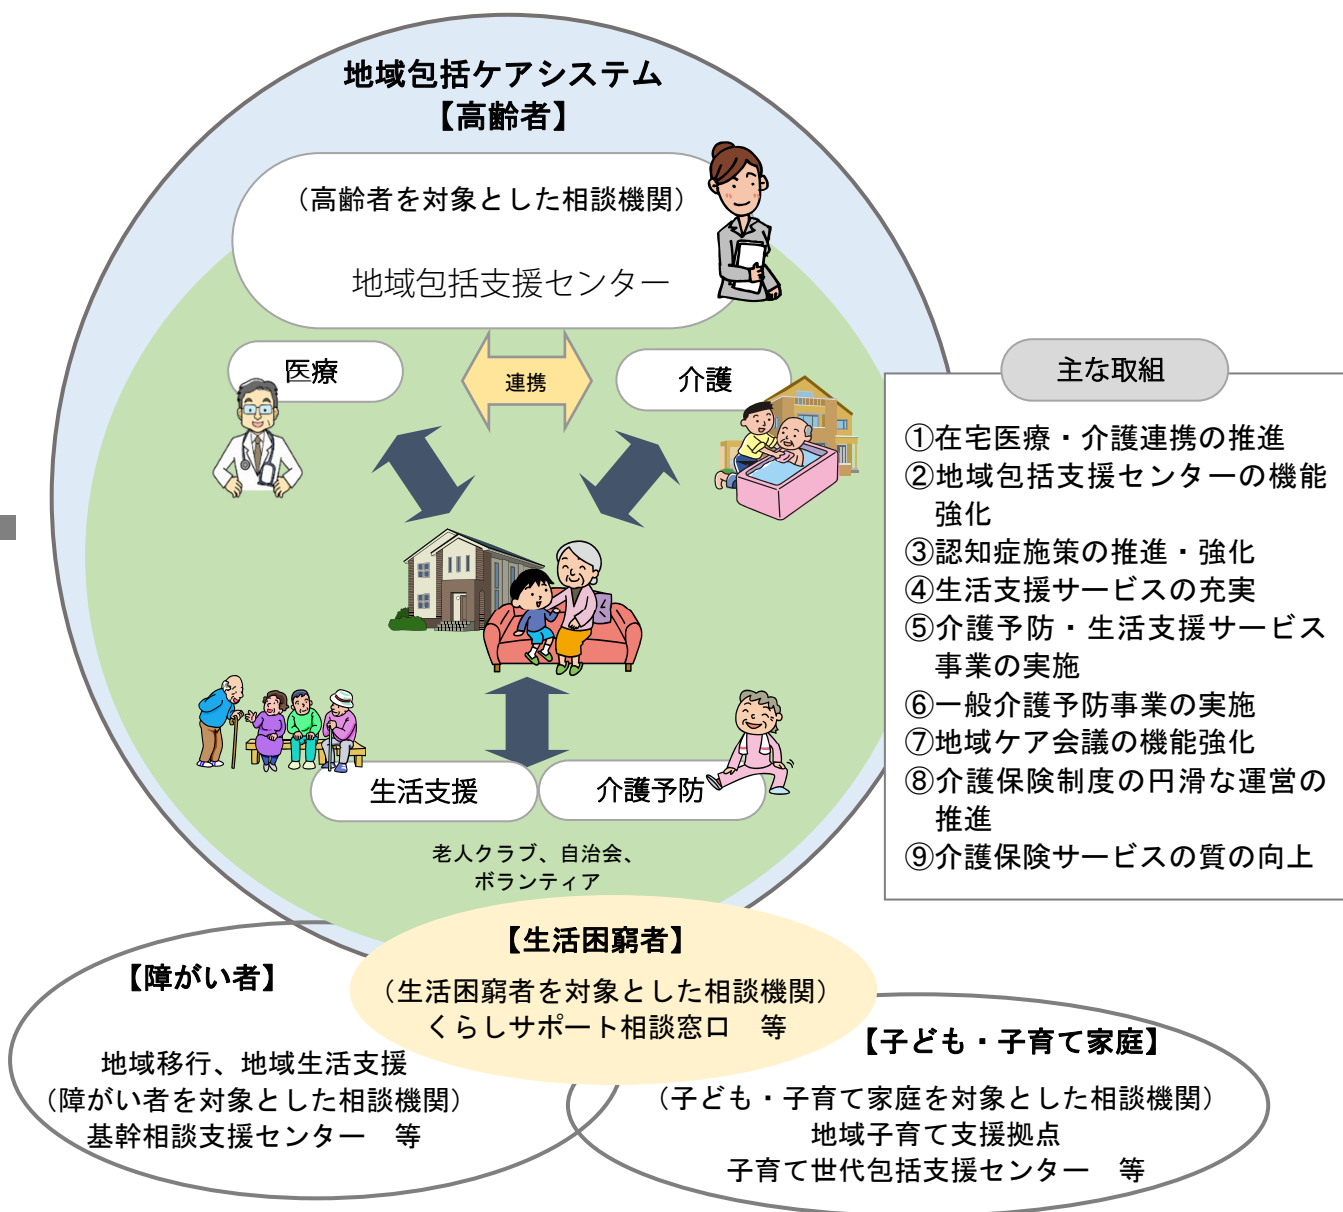 地域包括ケアシステム
【高齢者】
（高齢者を対象とした相談機関）
地域包括支援センター
医療
連携
介護
生活支援
介護予防
老人クラブ、自治会、
ボランティア
主な取組
①在宅医療・介護連携の推進
②地域包括支援センターの機能
強化
③認知症施策の推進・強化
④生活支援サービスの充実
⑤介護予防・生活支援サービス
事業の実施
⑥一般介護予防事業の実施
⑦地域ケア会議の機能強化
⑧介護保険制度の円滑な運営の
推進
⑨介護保険サービスの質の向上
【生活困窮者】
（生活困窮者を対象とした相談機関）
くらしサポート相談窓口　等
【障がい者】
地域移行、地域生活支援
（障がい者を対象とした相談機関）
基幹相談支援センター　等
【子ども・子育て家庭】
（子ども・子育て家庭を対象とした相談機関）
地域子育て支援拠点
子育て世代包括支援センター　等